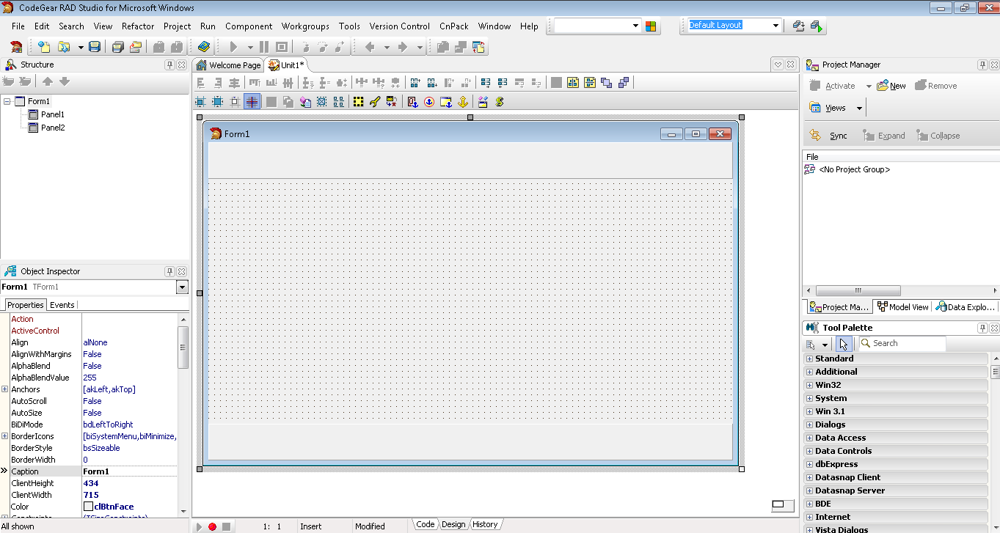 CodeGear RAD Studio for Microsoft Windows
File Edit Search View Refactor Project Run Component Workgroups Tools Version Control CnPack Window Help
Default Layout
Structure
Form1
Panel1
Panel2
Object Inspector
Form1 TForm1
Properties Events
Action
ActiveControl
Align alNone
AlignWithMargins False
AlphaBlend False
AlphaBlendValue 255
Anchors [akLeft,akTop]
AutoScroll False
AutoSize False
BiDiMode bdLeftToRight
BorderIcons [biSystemMenu,biMinimize,
BorderStyle bsSizeable
BorderWidth 0
Caption Form1
ClientHeight 434
ClientWidth 715
Color clBtnFace
Constraints (TSizeConstraints)
All shown
Welcome Page Unit1*
Form1
1: 1 Insert Modified Code Design History
Project Manager
Activate New Remove
Views
Sync Expand Collapse
File
<No Project Group>
Project Ma... Model View Data Explo...
Tool Palette
Search
Standard
Additional
Win32
System
Win 3.1
Dialogs
Data Access
Data Controls
dbExpress
Datasnap Client
Datasnap Server
BDE
Internet
Vista Dialogs